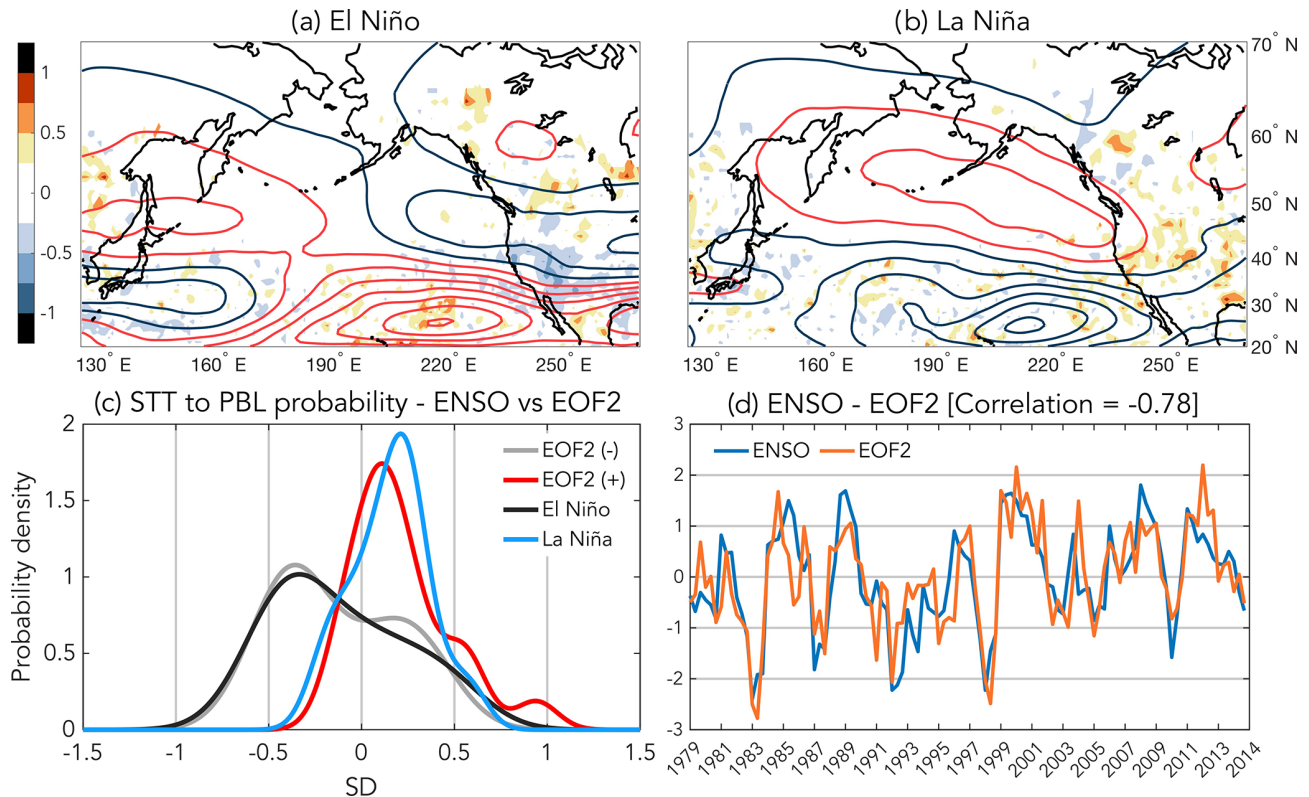 (a) El Niño
(b) La Niña
1
0.5
0
-0.5
-1
70° N
60° N
50° N
40° N
30° N
20° N
130° E 160° E 190° E 220° E 250° E
130° E 160° E 190° E 220° E 250° E
(c) STT to PBL probability - ENSO vs EOF2
Probability density
2
1.5
1
0.5
0
EOF2 (-)
EOF2 (+)
El Niño
La Niña
-1.5 -1 -0.5 0 0.5 1 1.5
SD
(d) ENSO - EOF2 [Correlation = -0.78]
ENSO EOF2
3
2
1
0
-1
-2
-3
1979 1981 1983 1985 1987 1989 1991 1993 1995 1997 1999 2001 2003 2005 2007 2009 2011 2013 2014